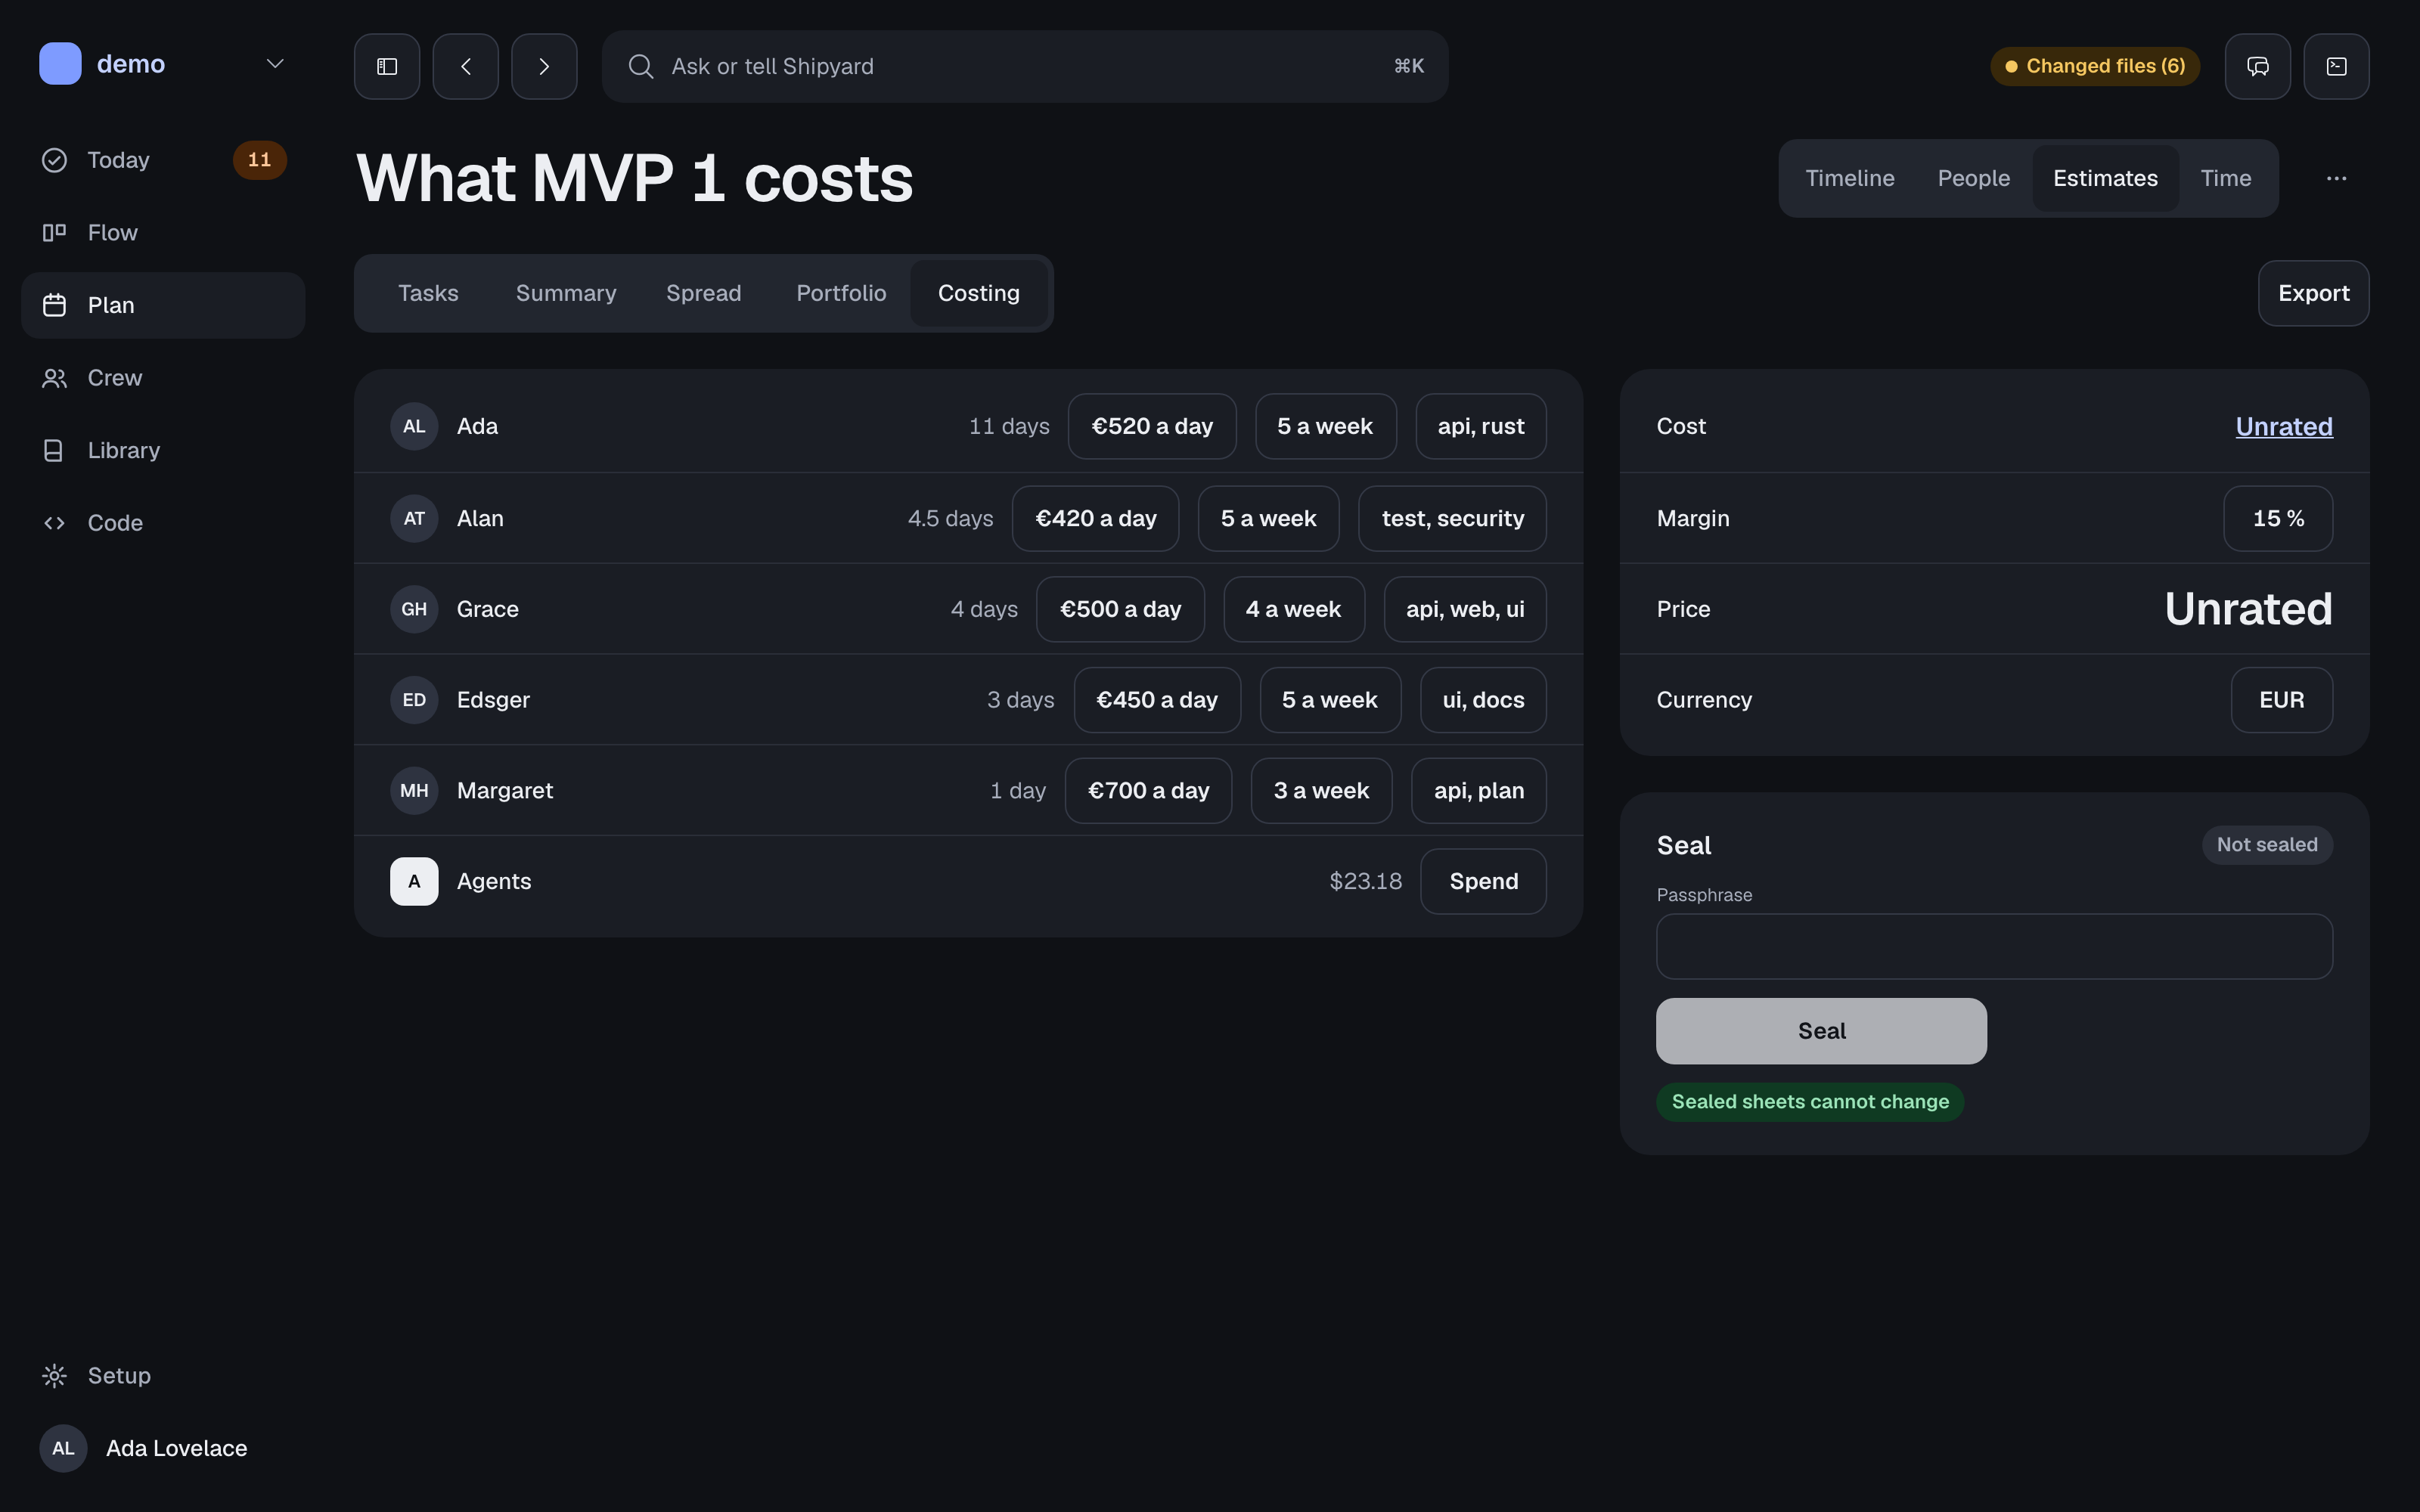 demo
Ask or tell Shipyard ⌘K
Changed files (6)
Today 11
Flow
Plan
Crew
Library
Code
Setup
AL Ada Lovelace
What MVP 1 costs
Timeline People Estimates Time
Tasks Summary Spread Portfolio Costing
Export
AL Ada 11 days €520 a day 5 a week api, rust
AT Alan 4.5 days €420 a day 5 a week test, security
GH Grace 4 days €500 a day 4 a week api, web, ui
ED Edsger 3 days €450 a day 5 a week ui, docs
MH Margaret 1 day €700 a day 3 a week api, plan
A Agents $23.18 Spend
Cost Unrated
Margin 15 %
Price Unrated
Currency EUR
Seal Not sealed
Passphrase
Seal
Sealed sheets cannot change